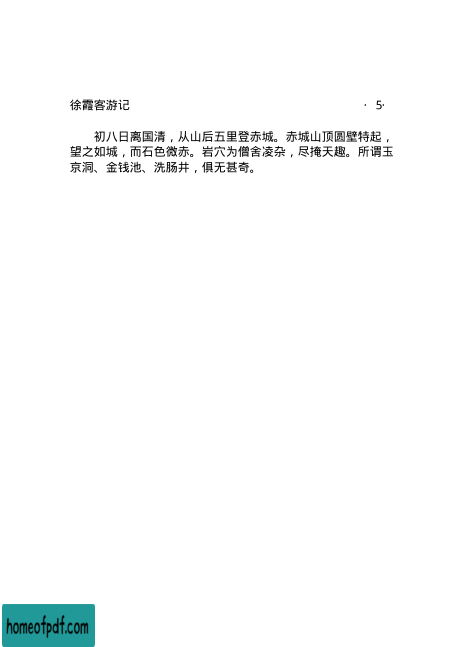 徐霞客游记 · 5·
初八日离国清，从山后五里登赤城。赤城山顶圆壁特起，
望之如城，而石色微赤。岩穴为僧舍凌杂，尽掩天趣。所谓玉
京洞、金钱池、洗肠井，俱无甚奇。
homeofpdf.com